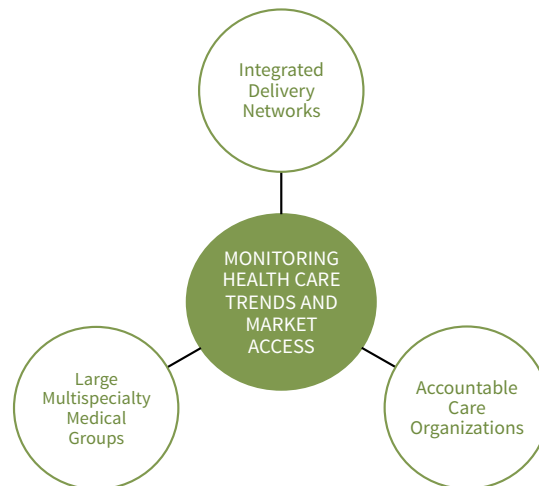 Integrated
Delivery
Networks
MONITORING
HEALTH CARE
TRENDS AND
MARKET
ACCESS
Large
Multispecialty
Medical
Groups
Accountable
Care
Organizations